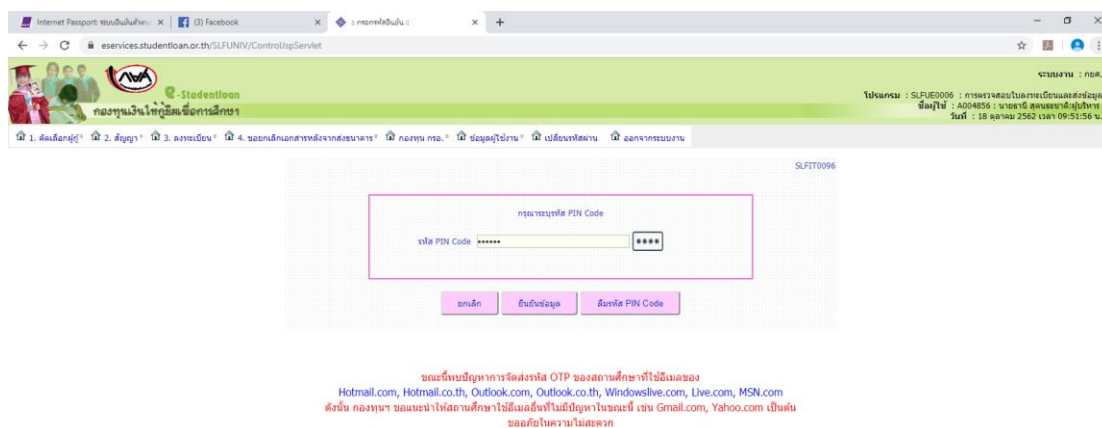 Internet Passport: ระบบยืนยันตัวตน
(3) Facebook
:: กรอกรหัสยืนยัน ::
eservices.studentloan.or.th/SLFUNIV/ControlJspServlet
e-Studentloan
กองทุนเงินให้กู้ยืมเพื่อการศึกษา
ระบบงาน : กยศ.
โปรแกรม : SLFUE0006 : การตรวจสอบใบลงทะเบียนและส่งข้อมูล
ชื่อผู้ใช้ : A004856 : นายธานี สุคนธชาติ:ผู้บริหาร
วันที่ : 18 ตุลาคม 2562 เวลา 09:51:56 น.
1. คัดเลือกผู้กู้ 2. สัญญา 3. ลงทะเบียน 4. ขอยกเลิกเอกสารหลังจากส่งธนาคาร กองทุน กรอ. ข้อมูลผู้ใช้งาน เปลี่ยนรหัสผ่าน ออกจากระบบงาน
SLFIT0096
กรุณาระบุรหัส PIN Code
รหัส PIN Code •••••• ****
ยกเลิก ยืนยันข้อมูล ลืมรหัส PIN Code
ขณะนี้พบปัญหาการจัดส่งรหัส OTP ของสถานศึกษาที่ใช้อีเมลของ
Hotmail.com, Hotmail.co.th, Outlook.com, Outlook.co.th, Windowslive.com, Live.com, MSN.com
ดังนั้น กองทุนฯ ขอแนะนำให้สถานศึกษาใช้อีเมลอื่นที่ไม่มีปัญหาในขณะนี้ เช่น Gmail.com, Yahoo.com เป็นต้น
ขออภัยในความไม่สะดวก